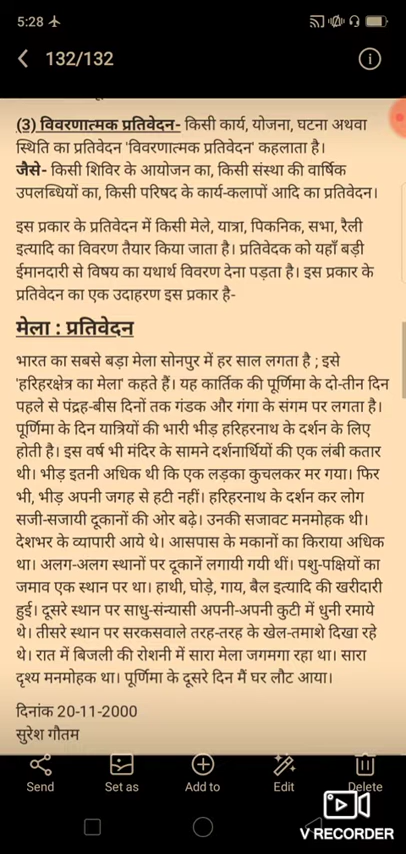 5:28
132/132
(3) विवरणात्मक प्रतिवेदन- किसी कार्य, योजना, घटना अथवा
स्थिति का प्रतिवेदन 'विवरणात्मक प्रतिवेदन' कहलाता है।
जैसे- किसी शिविर के आयोजन का, किसी संस्था की वार्षिक
उपलब्धियों का, किसी परिषद के कार्य-कलापों आदि का प्रतिवेदन।
इस प्रकार के प्रतिवेदन में किसी मेले, यात्रा, पिकनिक, सभा, रैली
इत्यादि का विवरण तैयार किया जाता है। प्रतिवेदक को यहाँ बड़ी
ईमानदारी से विषय का यथार्थ विवरण देना पड़ता है। इस प्रकार के
प्रतिवेदन का एक उदाहरण इस प्रकार है-
मेला : प्रतिवेदन
भारत का सबसे बड़ा मेला सोनपुर में हर साल लगता है ; इसे
'हरिहरक्षेत्र का मेला' कहते हैं। यह कार्तिक की पूर्णिमा के दो-तीन दिन
पहले से पंद्रह-बीस दिनों तक गंडक और गंगा के संगम पर लगता है।
पूर्णिमा के दिन यात्रियों की भारी भीड़ हरिहरनाथ के दर्शन के लिए
होती है। इस वर्ष भी मंदिर के सामने दर्शनार्थियों की एक लंबी कतार
थी। भीड़ इतनी अधिक थी कि एक लड़का कुचलकर मर गया। फिर
भी, भीड़ अपनी जगह से हटी नहीं। हरिहरनाथ के दर्शन कर लोग
सजी-सजायी दूकानों की ओर बढ़े। उनकी सजावट मनमोहक थी।
देशभर के व्यापारी आये थे। आसपास के मकानों का किराया अधिक
था। अलग-अलग स्थानों पर दूकानें लगायी गयी थीं। पशु-पक्षियों का
जमाव एक स्थान पर था। हाथी, घोड़े, गाय, बैल इत्यादि की खरीदारी
हुई। दूसरे स्थान पर साधु-संन्यासी अपनी-अपनी कुटी में धुनी रमाये
थे। तीसरे स्थान पर सरकसवाले तरह-तरह के खेल-तमाशे दिखा रहे
थे। रात में बिजली की रोशनी में सारा मेला जगमगा रहा था। सारा
दृश्य मनमोहक था। पूर्णिमा के दूसरे दिन मैं घर लौट आया।
दिनांक 20-11-2000
सुरेश गौतम
Send Set as Add to Edit Delete
V RECORDER